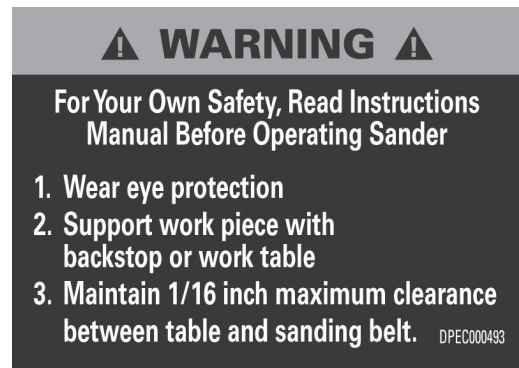 WARNING
For Your Own Safety, Read Instructions
Manual Before Operating Sander
1. Wear eye protection
2. Support work piece with
backstop or work table
3. Maintain 1/16 inch maximum clearance
between table and sanding belt. DPEC000493